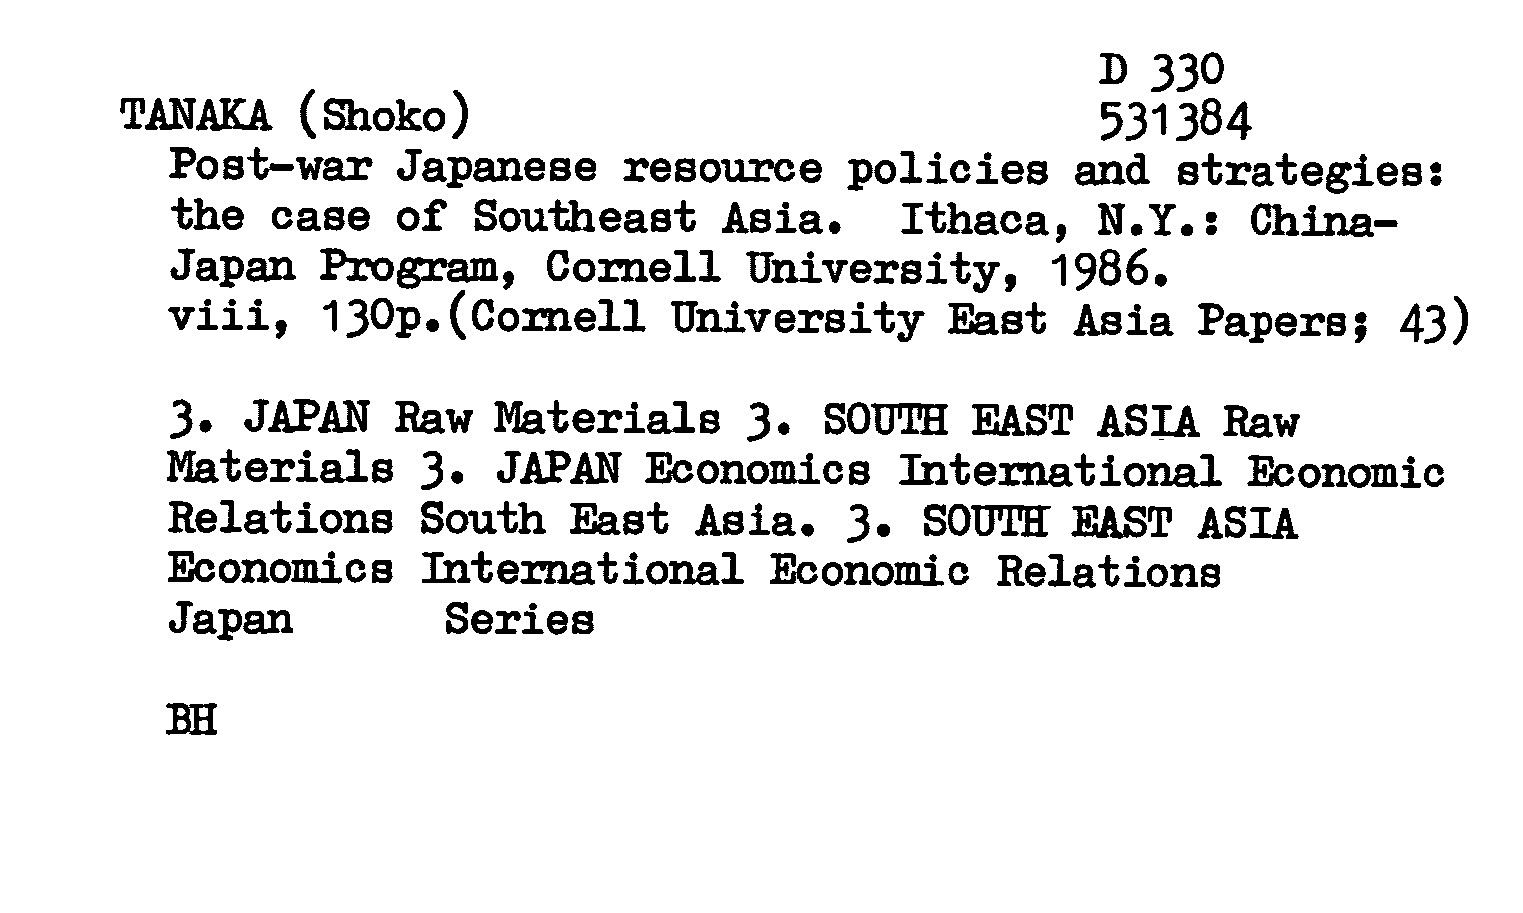 D 330
TANAKA (Shoko) 531384
Post-war Japanese resource policies and strategies:
the case of Southeast Asia. Ithaca, N.Y.: China-
Japan Program, Cornell University, 1986.
viii, 130p.(Cornell University East Asia Papers; 43)
3. JAPAN Raw Materials 3. SOUTH EAST ASIA Raw
Materials 3. JAPAN Economics International Economic
Relations South East Asia. 3. SOUTH EAST ASIA
Economics International Economic Relations
Japan Series
BH